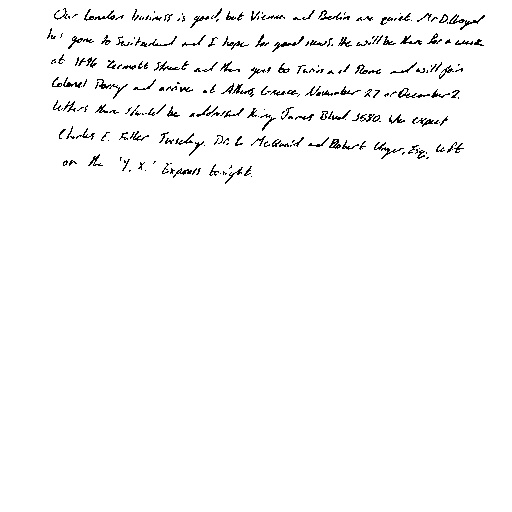 Our London business is good, but Vienna and Berlin are quiet. Mr D. Lloyd
has gone to Switzerland and I hope for good news. He will be there for a week
at 1496 Zermott Street and then goes to Turin and Rome and will join
Colonel Parry and arrive at Athens, Greece, November 27 or December 2.
Letters there should be addressed King James Blvd. 3580. We expect
Charles E. Fuller Tuesday. Dr. L McQuaid and Robert Unger, Esq., left
on the 'Y. X.' Express tonight.